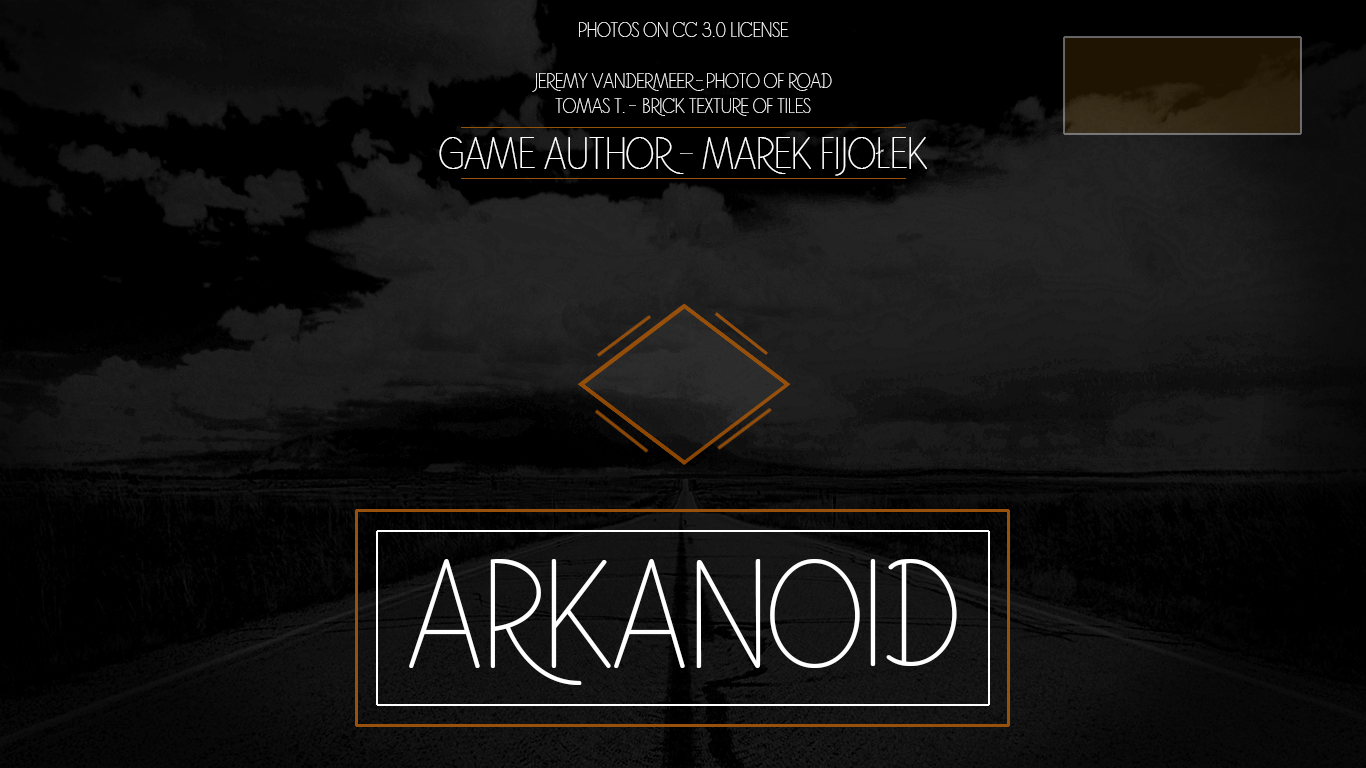 PHOTOS ON CC 3.0 LICENSE
JEREMY VANDERMEER - PHOTO OF ROAD
TOMAS T. - BRICK TEXTURE OF TILES
GAME AUTHOR - MAREK FIJOŁEK
ARKANOID